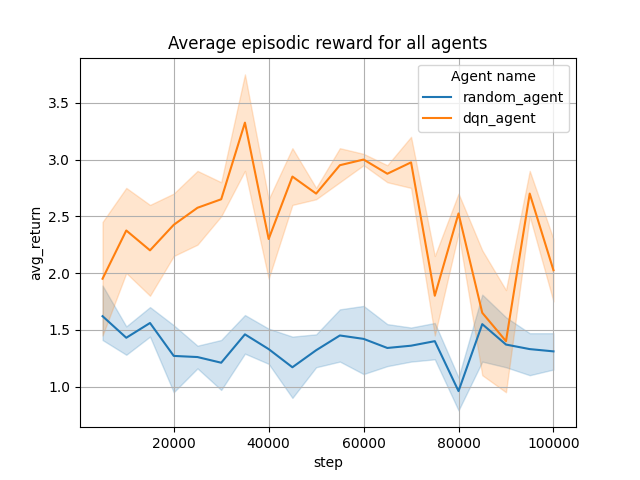 Average episodic reward for all agents
Agent name
random_agent
dqn_agent
avg_return
3.5
3.0
2.5
2.0
1.5
1.0
20000 40000 60000 80000 100000
step